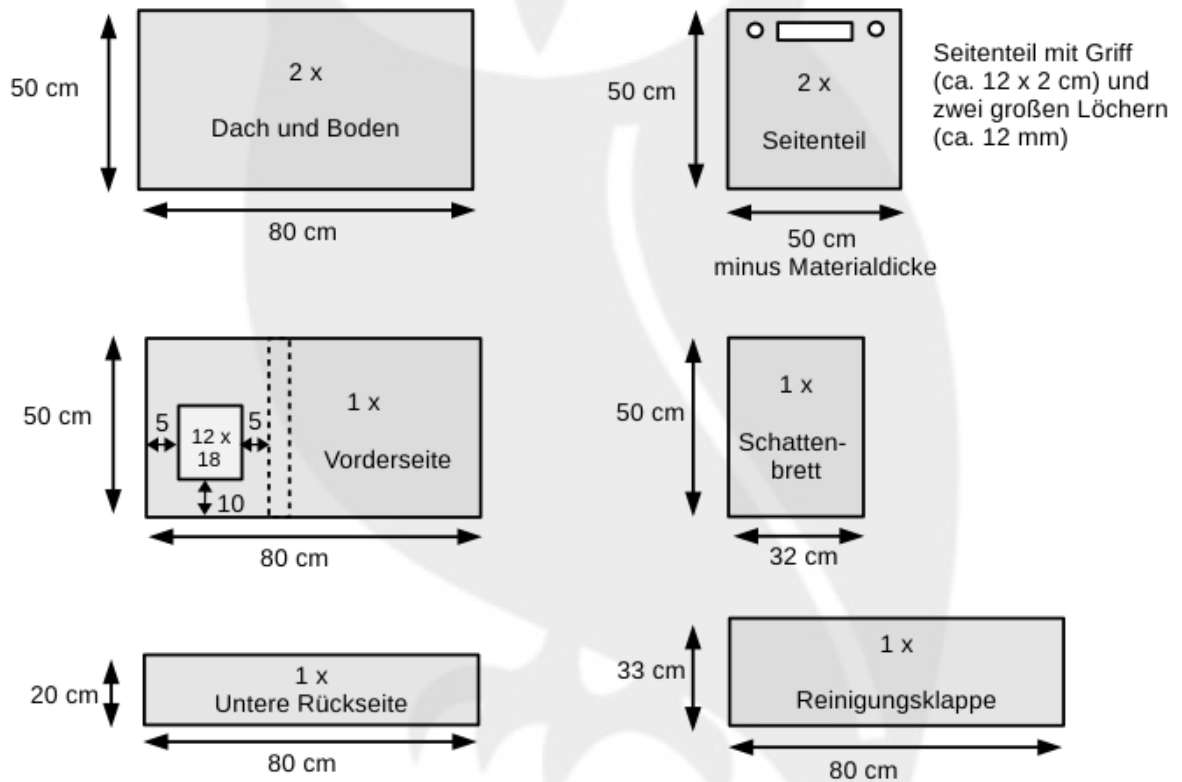 50 cm
2 x
Dach und Boden
80 cm
50 cm
2 x
Seitenteil
50 cm
minus Materialdicke
Seitenteil mit Griff
(ca. 12 x 2 cm) und
zwei großen Löchern
(ca. 12 mm)
50 cm
5
12 x
18
5
10
1 x
Vorderseite
80 cm
50 cm
1 x
Schatten-
brett
32 cm
20 cm
1 x
Untere Rückseite
80 cm
33 cm
1 x
Reinigungsklappe
80 cm